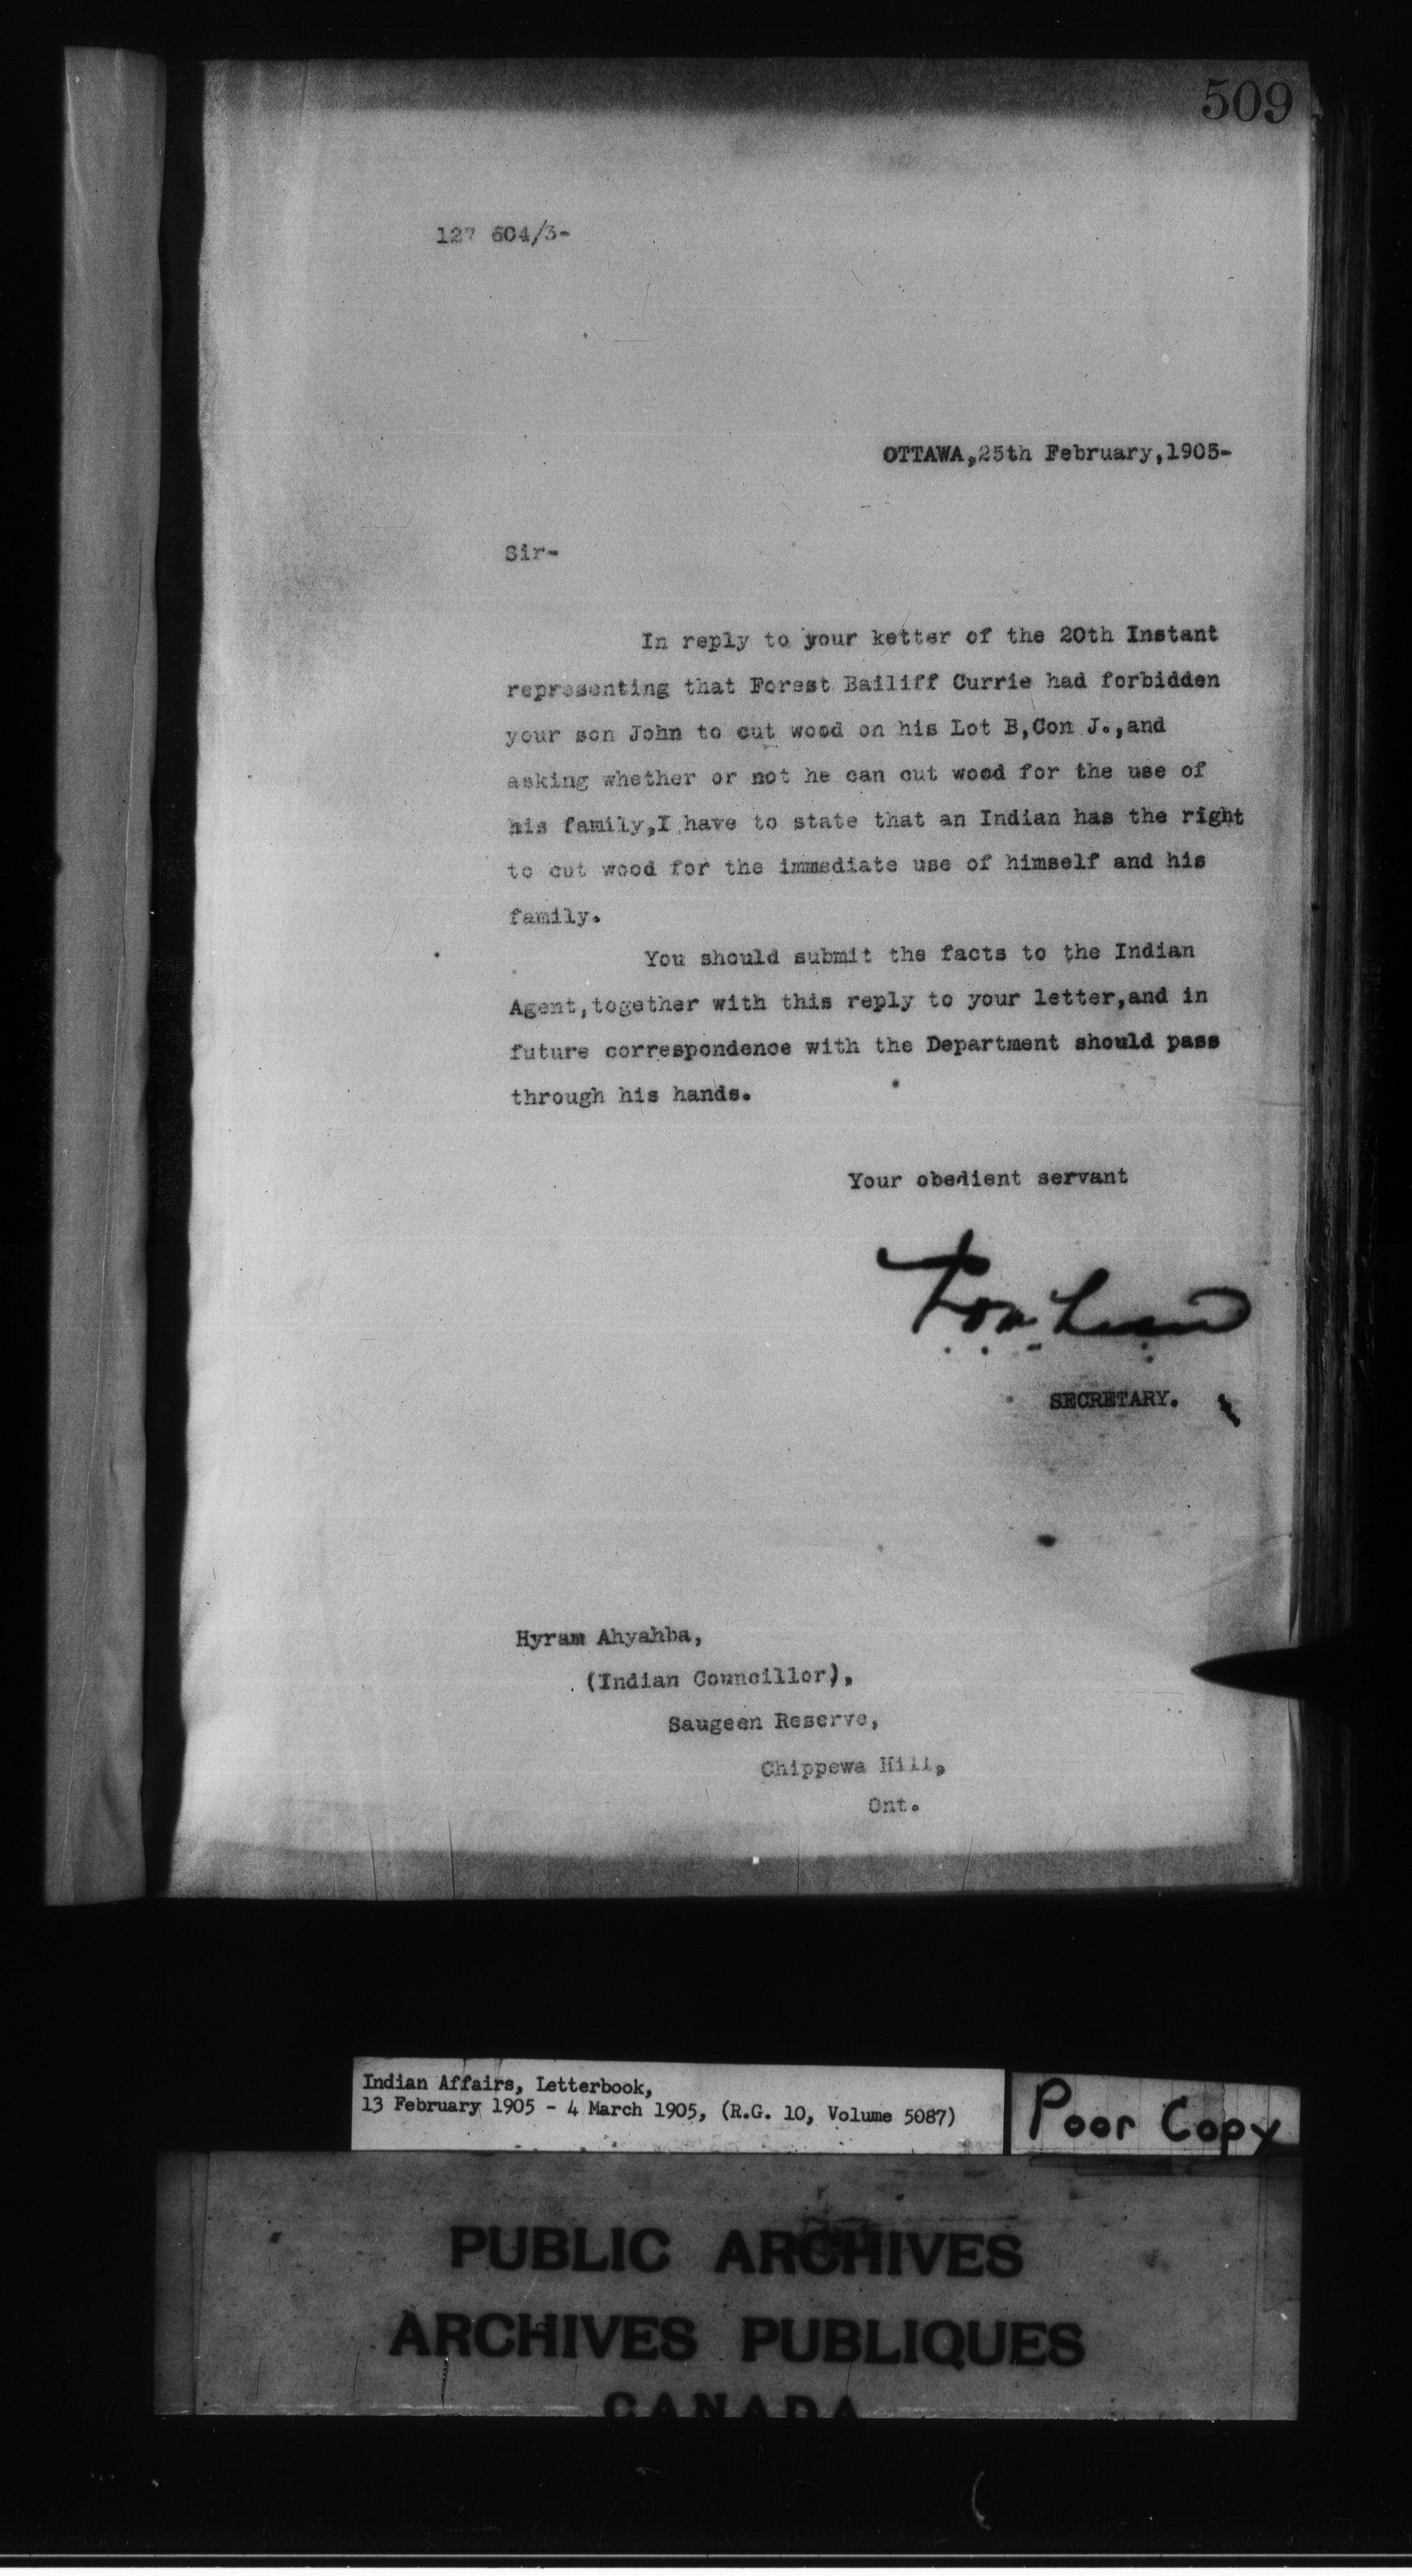 509
127 604/3-
OTTAWA,25th February,1905-
Sir-
In reply to your ketter of the 20th Instant
representing that Forest Bailiff Currie had forbidden
your son John to cut wood on his Lot B,Con J.,and
asking whether or not he can cut wood for the use of
his family,I have to state that an Indian has the right
to cut wood for the immediate use of himself and his
family.
You should submit the facts to the Indian
Agent,together with this reply to your letter,and in
future correspondence with the Department should pass
through his hands.
Your obedient servant
SECRETARY.
Hyram Ahyahba,
(Indian Councillor),
Saugeen Reserve,
Chippewa Hill,
Ont.
Indian Affairs, Letterbook,
13 February 1905 - 4 March 1905, (R.G. 10, Volume 5087)
Poor Copy
PUBLIC ARCHIVES
ARCHIVES PUBLIQUES
CANADA